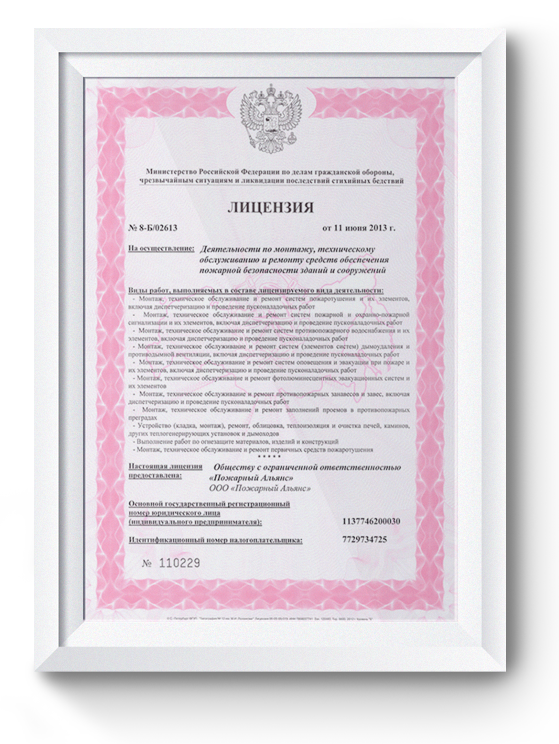 Министерство Российской Федерации по делам гражданской обороны,
чрезвычайным ситуациям и ликвидации последствий стихийных бедствий
ЛИЦЕНЗИЯ
№ 8-Б/02613 от 11 июня 2013 г.
На осуществление: Деятельности по монтажу, техническому
обслуживанию и ремонту средств обеспечения
пожарной безопасности зданий и сооружений
Виды работ, выполняемых в составе лицензируемого вида деятельности:
- Монтаж, техническое обслуживание и ремонт систем пожаротушения и их элементов,
включая диспетчеризацию и проведение пусконаладочных работ
- Монтаж, техническое обслуживание и ремонт систем пожарной и охранно-пожарной
сигнализации и их элементов, включая диспетчеризацию и проведение пусконаладочных работ
- Монтаж, техническое обслуживание и ремонт систем противопожарного водоснабжения и их
элементов, включая диспетчеризацию и проведение пусконаладочных работ
- Монтаж, техническое обслуживание и ремонт систем (элементов систем) дымоудаления и
противодымной вентиляции, включая диспетчеризацию и проведение пусконаладочных работ
- Монтаж, техническое обслуживание и ремонт систем оповещения и эвакуации при пожаре и
их элементов, включая диспетчеризацию и проведение пусконаладочных работ
- Монтаж, техническое обслуживание и ремонт фотолюминесцентных эвакуационных систем и
их элементов
- Монтаж, техническое обслуживание и ремонт противопожарных занавесов и завес, включая
диспетчеризацию и проведение пусконаладочных работ
- Монтаж, техническое обслуживание и ремонт заполнений проемов в противопожарных
преградах
- Устройство (кладка, монтаж), ремонт, облицовка, теплоизоляция и очистка печей, каминов,
других теплогенерирующих установок и дымоходов
- Выполнение работ по огнезащите материалов, изделий и конструкций
- Монтаж, техническое обслуживание и ремонт первичных средств пожаротушения
* * * * *
Настоящая лицензия Обществу с ограниченной ответственностью
предоставлена: «Пожарный Альянс»
ООО «Пожарный Альянс»
Основной государственный регистрационный
номер юридического лица
(индивидуального предпринимателя): 1137746200030
Идентификационный номер налогоплательщика: 7729734725
№ 110229